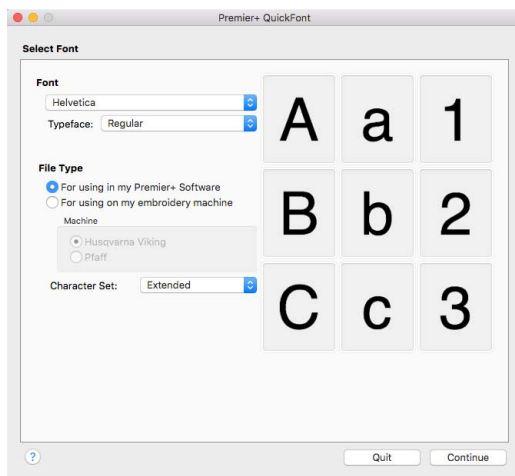 Premier+ QuickFont
Select Font
Font
Helvetica
Typeface: Regular
File Type
For using in my Premier+ Software
For using on my embroidery machine
Machine
Husqvarna Viking
Pfaff
Character Set: Extended
A a 1
B b 2
C c 3
? Quit Continue